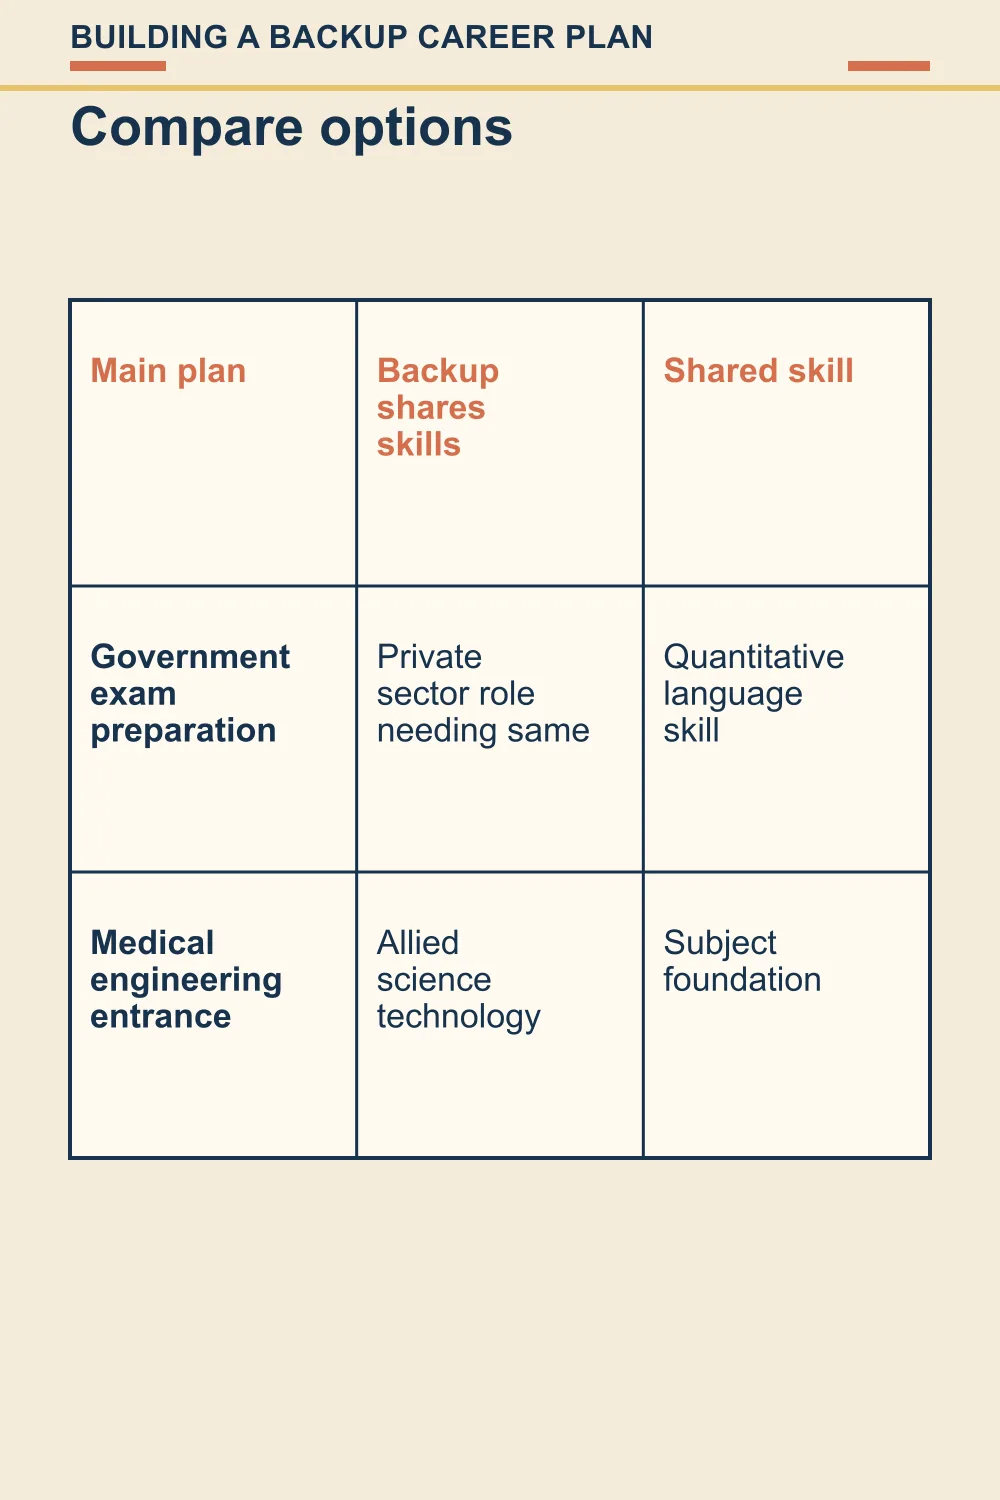 BUILDING A BACKUP CAREER PLAN
Compare options
Main plan
Backup
shares
skills
Shared skill
Government
exam
preparation
Private
sector role
needing same
Quantitative
language
skill
Medical
engineering
entrance
Allied
science
technology
Subject
foundation